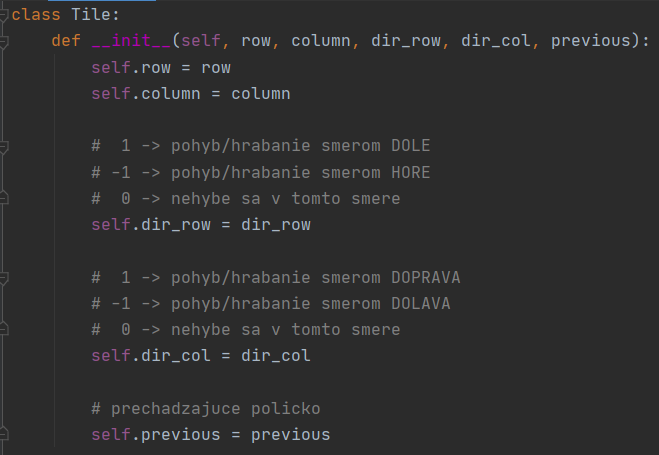 class Tile:
    def __init__(self, row, column, dir_row, dir_col, previous):
        self.row = row
        self.column = column

        #  1 -> pohyb/hrabanie smerom DOLE
        # -1 -> pohyb/hrabanie smerom HORE
        #  0 -> nehybe sa v tomto smere
        self.dir_row = dir_row

        #  1 -> pohyb/hrabanie smerom DOPRAVA
        # -1 -> pohyb/hrabanie smerom DOLAVA
        #  0 -> nehybe sa v tomto smere
        self.dir_col = dir_col

        # prechadzajuce policko
        self.previous = previous